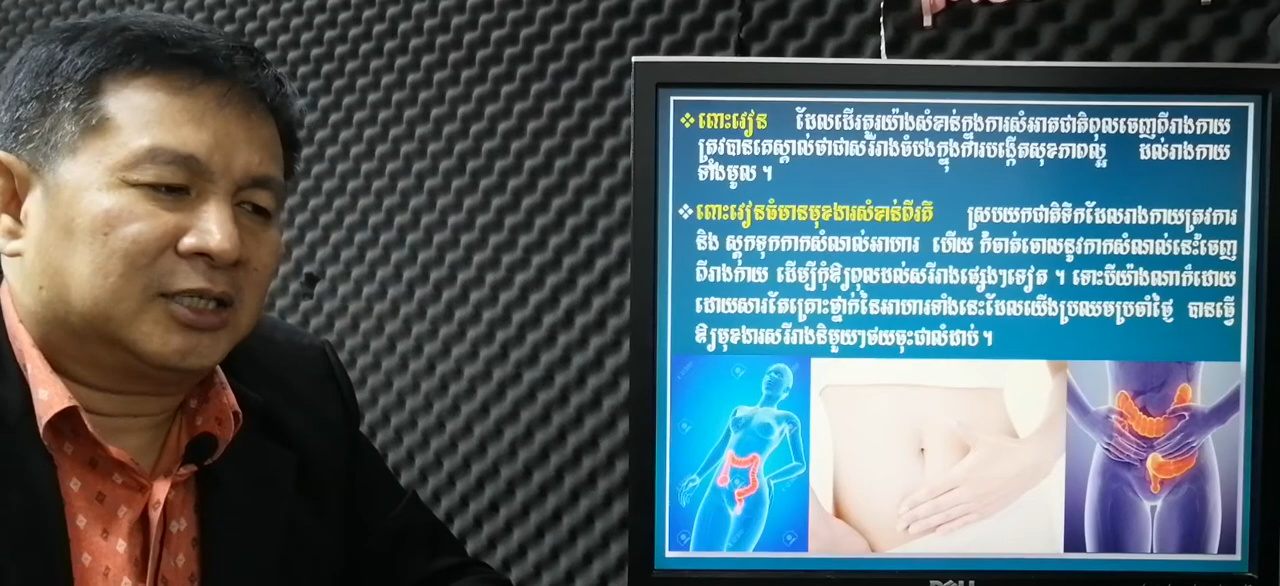 ❖ ពោះវៀន ដែលដើរតួរយ៉ាងសំខាន់ក្នុងការសំអាតជាតិពុលចេញពីរាងកាយ
ត្រូវបានគេស្គាល់ថាជាសរីរាងចំបងក្នុងការបង្កើតសុខភាពល្អ ដល់រាងកាយ
ទាំងមូល ។
❖ ពោះវៀនធំមានមុខងារសំខាន់ពីរគឺ ស្របយកជាតិទឹកដែលរាងកាយត្រូវការ
និង ស្តុកទុកកាកសំណល់អាហារ ហើយ ក៏ចាត់ចោលនូវកាកសំណល់នេះចេញ
ពីរាងកាយ ដើម្បីកុំឱ្យពុលដល់សរីរាងផ្សេងៗទៀត ។ ទោះបីយ៉ាងណាក៏ដោយ
ដោយសារតែគ្រោះថ្នាក់នៃអាហារទាំងនេះដែលយើងប្រឈមប្រចាំថ្ងៃ បានធ្វើ
ឱ្យមុខងារសរីរាងនិមួយៗថយចុះជាលំដាប់ ។
DELL